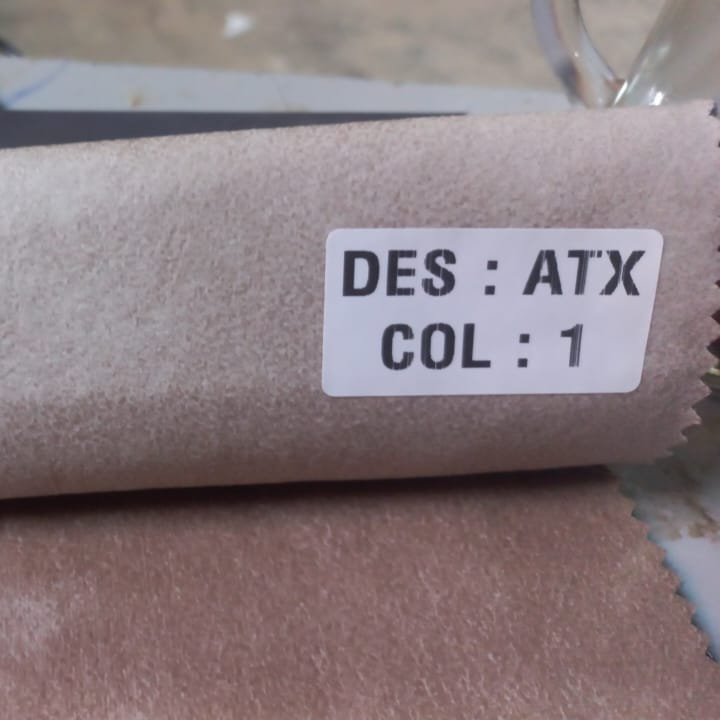 DES : ATX
COL : 1